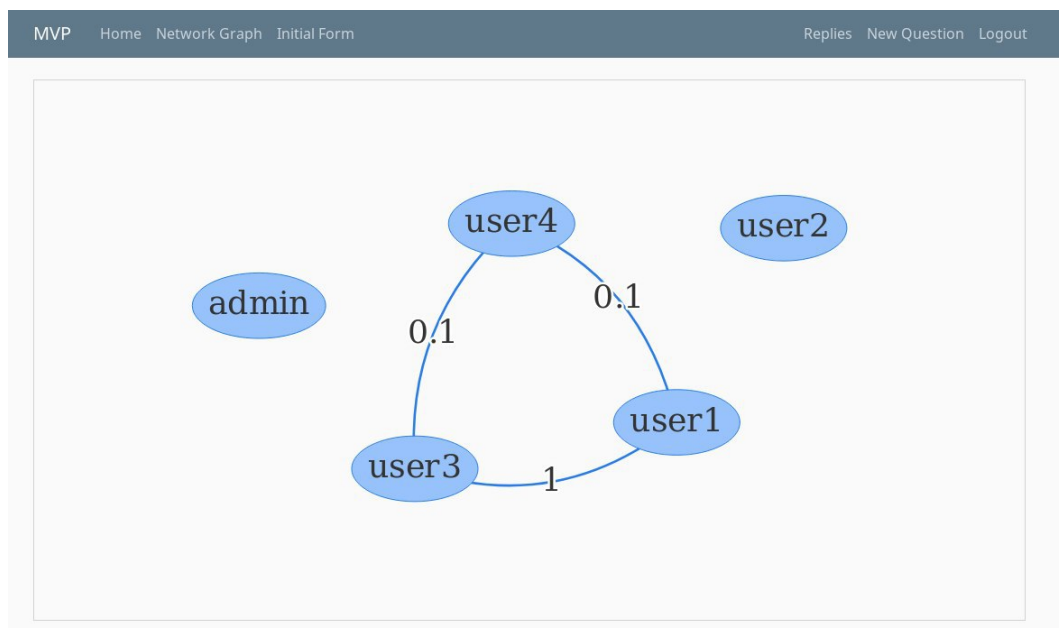 MVP Home Network Graph Initial Form Replies New Question Logout
user4
user2
admin
0.1
0.1
user1
user3
1